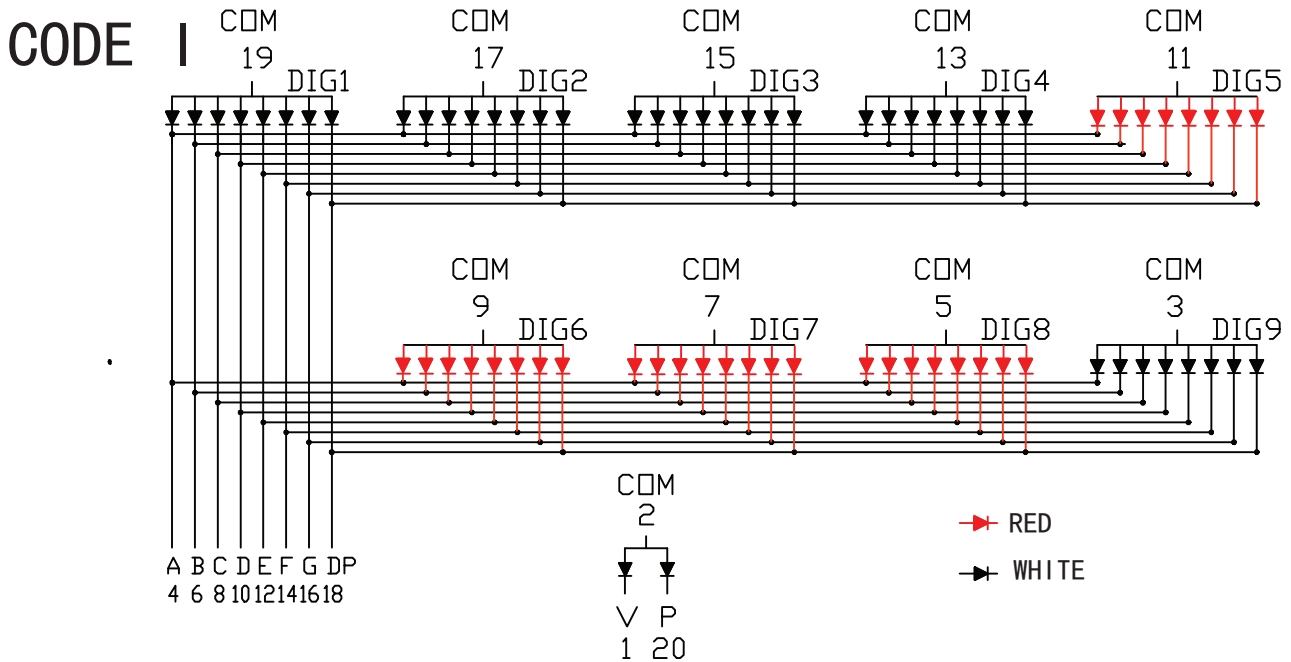 CODE I
COM COM COM COM COM
19 17 15 13 11
DIG1 DIG2 DIG3 DIG4 DIG5
COM COM COM COM
9 7 5 3
DIG6 DIG7 DIG8 DIG9
COM
2
RED
WHITE
A B C D E F G DP
4 6 8 10 12 14 16 18
V P
1 20